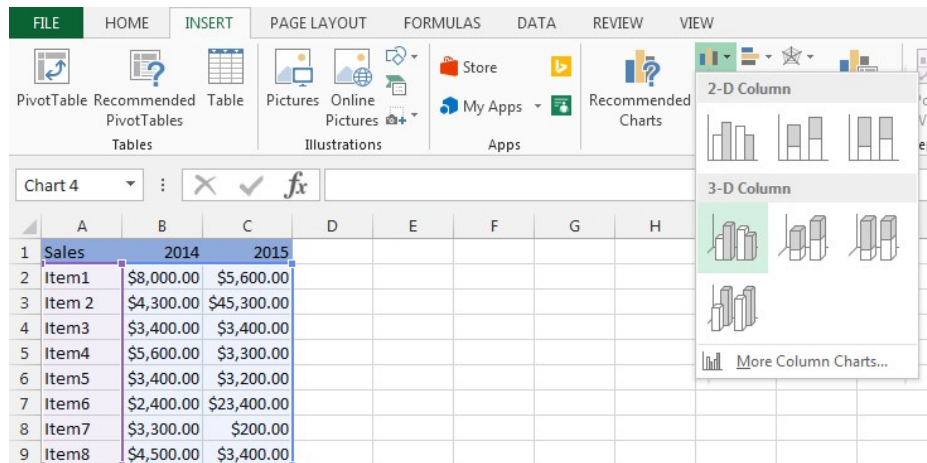 FILE HOME INSERT PAGE LAYOUT FORMULAS DATA REVIEW VIEW
PivotTable Recommended PivotTables Table
Pictures Online Pictures
Store
My Apps
Recommended Charts
Tables Illustrations Apps
2-D Column
3-D Column
More Column Charts...
Chart 4 fx
A B C D E F G H
1 Sales 2014 2015
2 Item1 $8,000.00 $5,600.00
3 Item 2 $4,300.00 $45,300.00
4 Item3 $3,400.00 $3,400.00
5 Item4 $5,600.00 $3,300.00
6 Item5 $3,400.00 $3,200.00
7 Item6 $2,400.00 $23,400.00
8 Item7 $3,300.00 $200.00
9 Item8 $4,500.00 $3,400.00